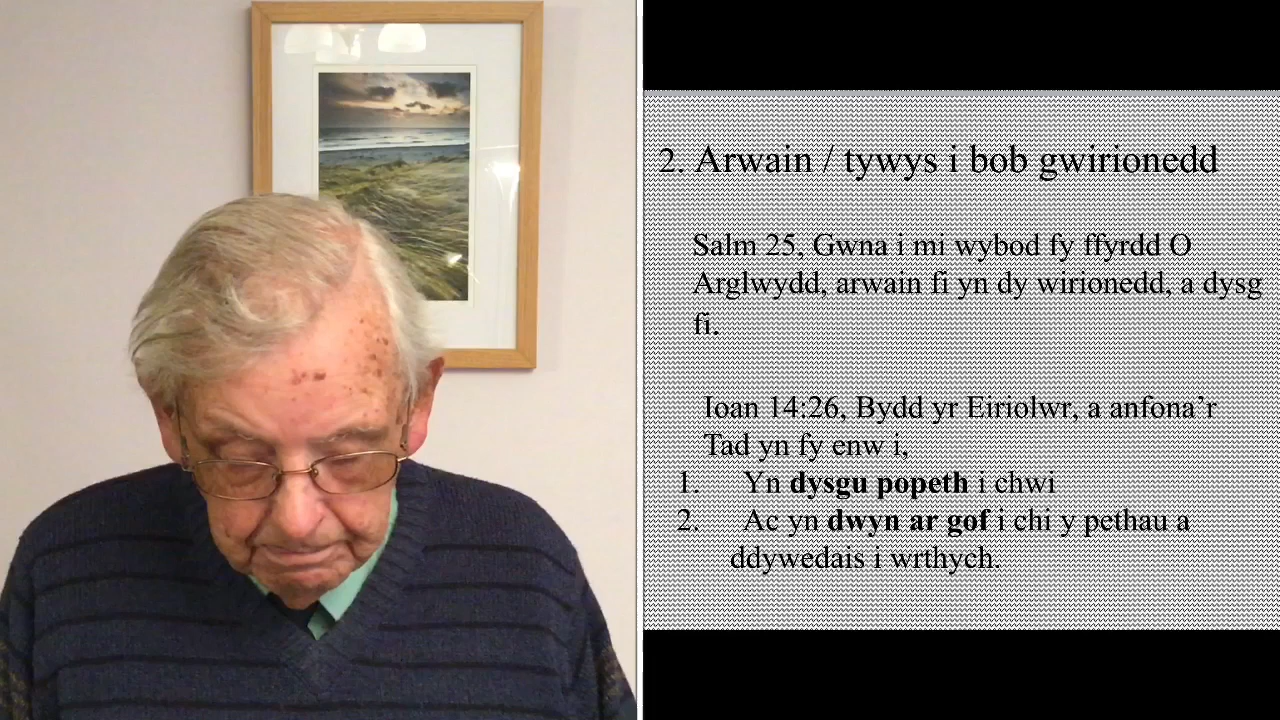 2. Arwain / tywys i bob gwirionedd
Salm 25, Gwna i mi wybod fy ffyrdd O
Arglwydd, arwain fi yn dy wirionedd, a dysg
fi.
Ioan 14:26, Bydd yr Eiriolwr, a anfona’r
Tad yn fy enw i,
1. Yn dysgu popeth i chwi
2. Ac yn dwyn ar gof i chi y pethau a
ddywedais i wrthych.